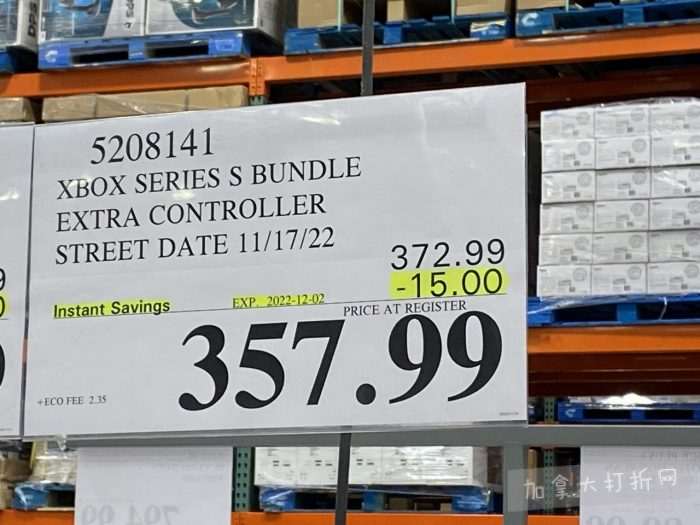 5208141
XBOX SERIES S BUNDLE
EXTRA CONTROLLER
STREET DATE 11/17/22
372.99
-15.00
Instant Savings EXP. 2022-12-02
PRICE AT REGISTER
357.99
+ECO FEE 2.35
加拿大打折网